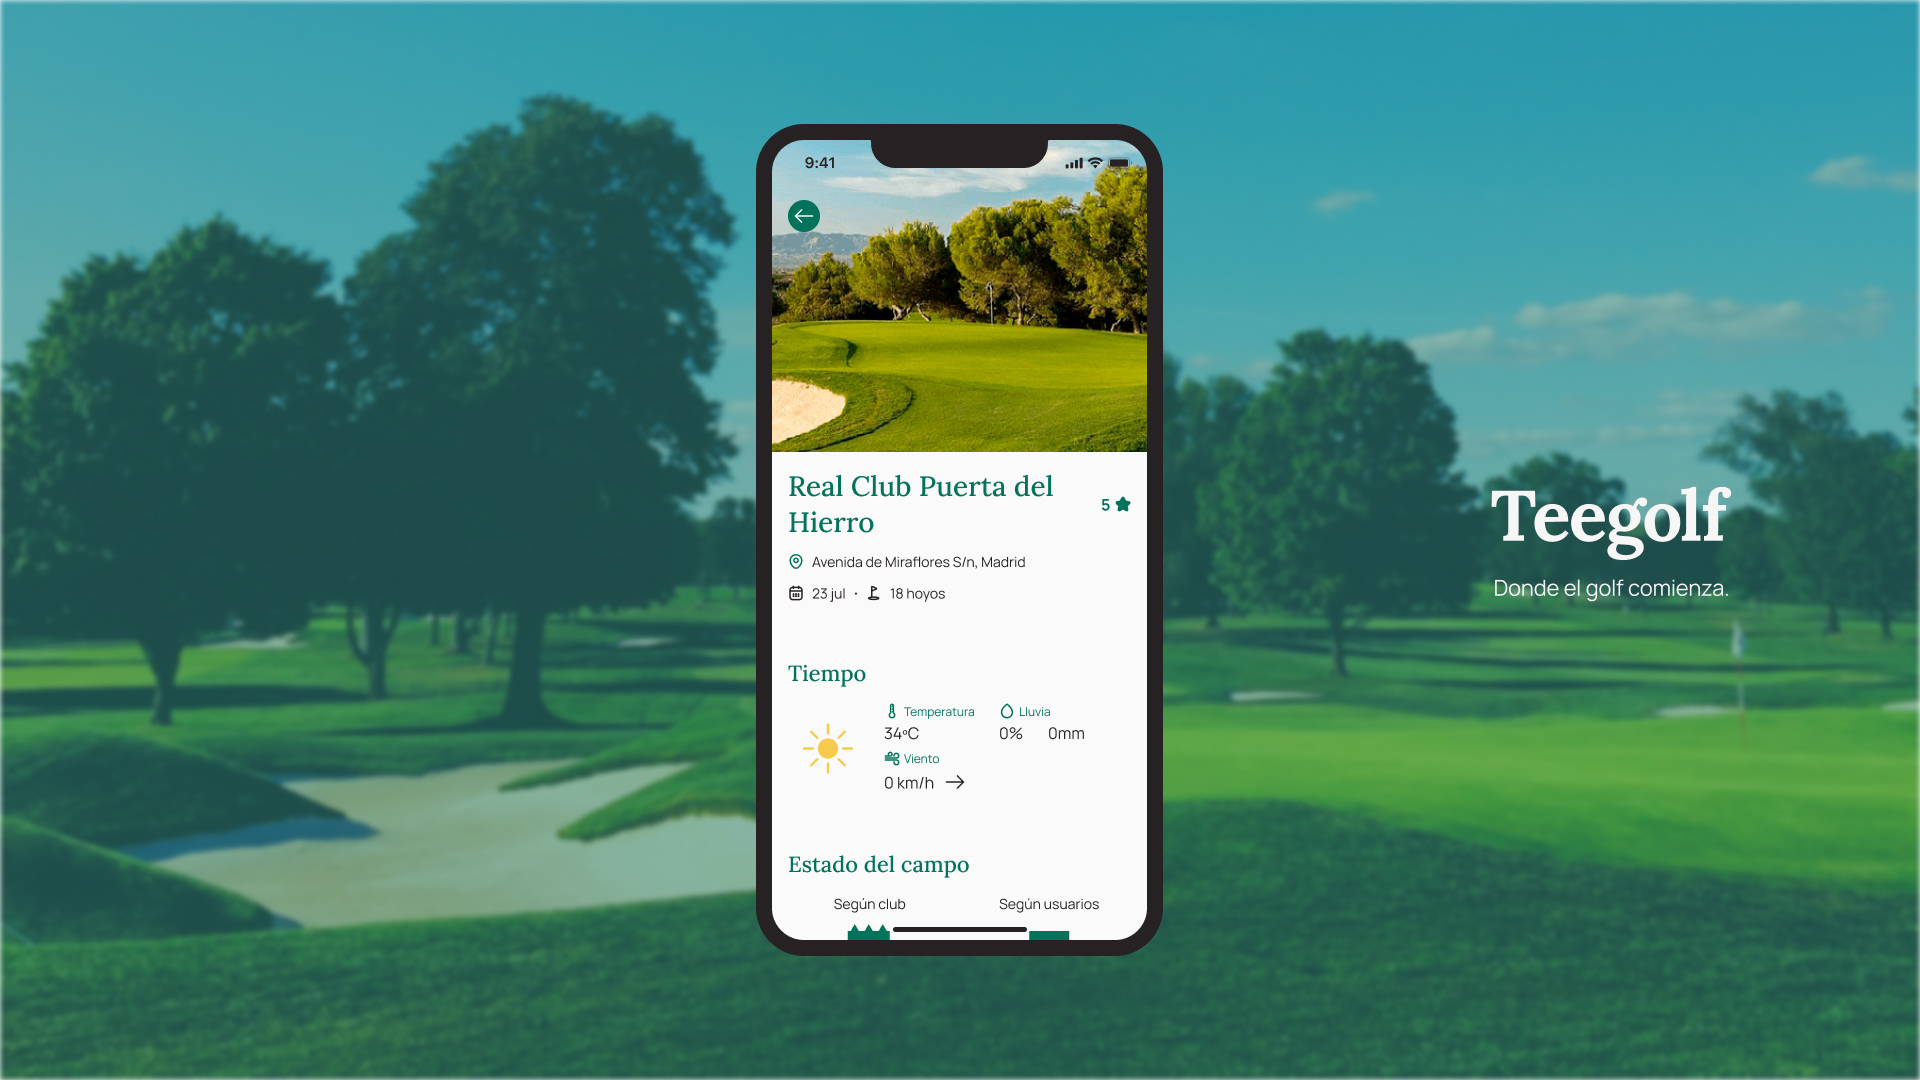 9:41
Real Club Puerta del
Hierro
5
Avenida de Miraflores S/n, Madrid
23 jul · 18 hoyos
Tiempo
Temperatura
Lluvia
34ºC
0%
0mm
Viento
0 km/h
Estado del campo
Según club
Según usuarios
Teegolf
Donde el golf comienza.